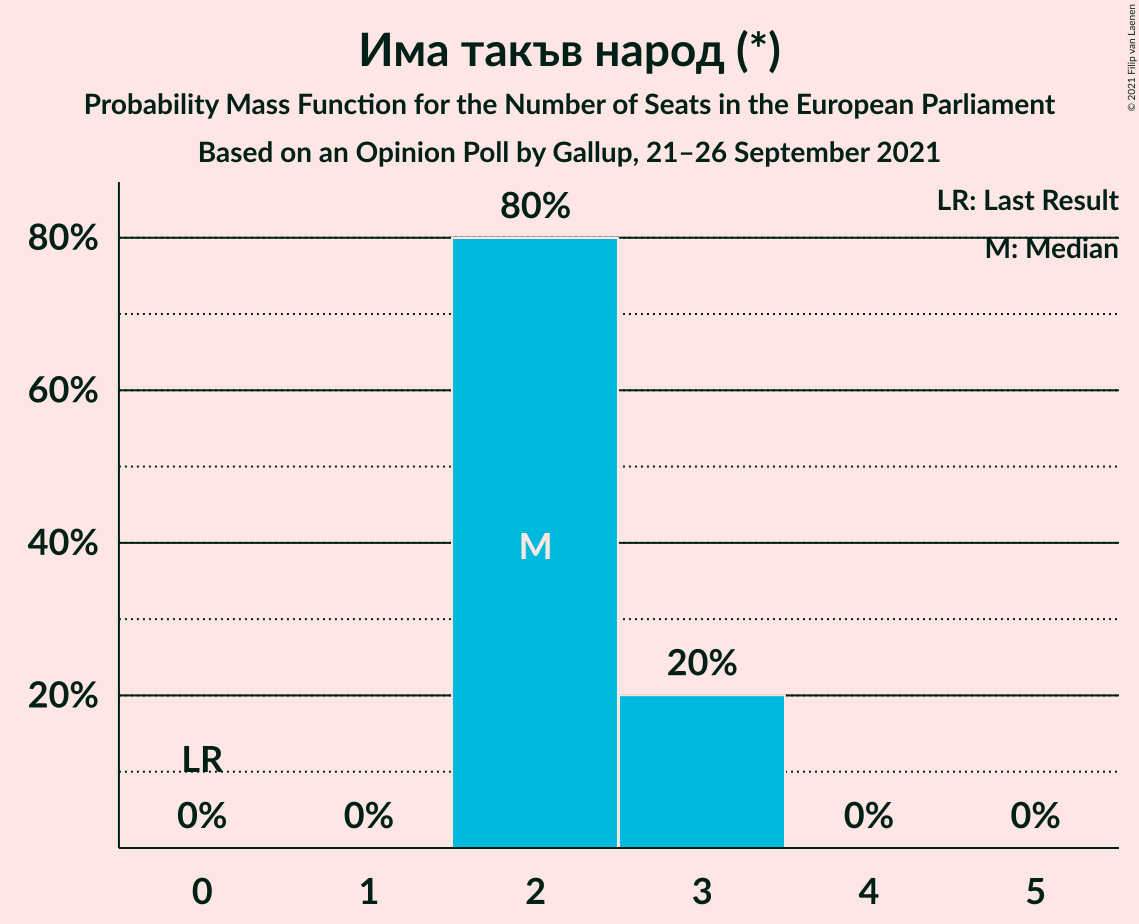 Има такъв народ (*)
Probability Mass Function for the Number of Seats in the European Parliament
Based on an Opinion Poll by Gallup, 21–26 September 2021
© 2021 Filip van Laenen
LR: Last Result
M: Median
80%
60%
40%
20%
LR
0%
0%
80%
M
20%
0%
0%
0 1 2 3 4 5